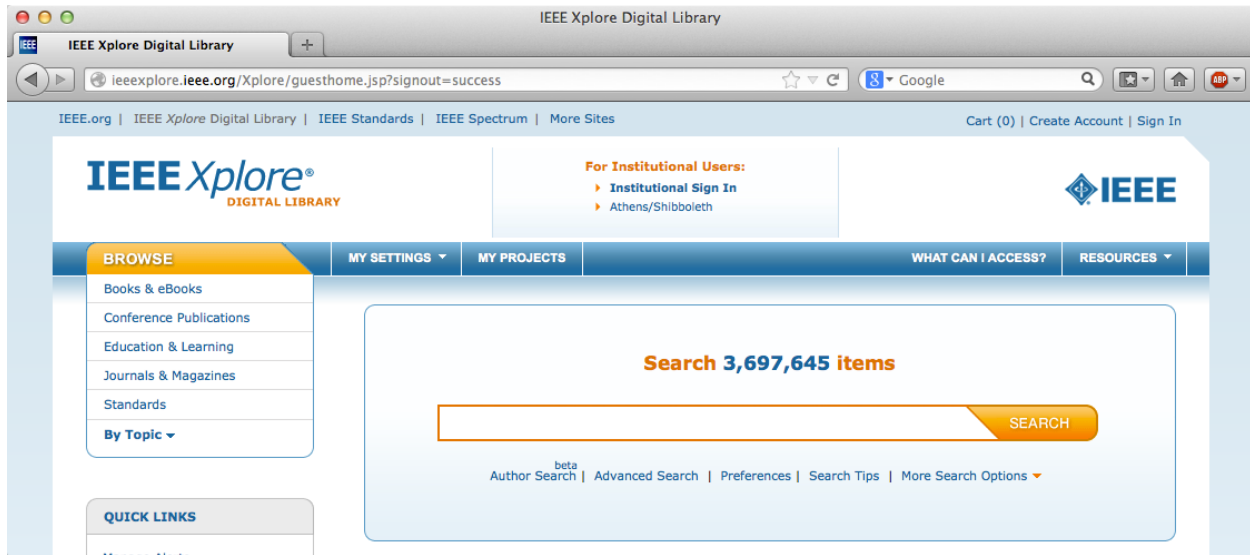 IEEE Xplore Digital Library
IEEE IEEE Xplore Digital Library +
ieeexplore.ieee.org/Xplore/guesthome.jsp?signout=success 8 Google ABP
IEEE.org | IEEE Xplore Digital Library | IEEE Standards | IEEE Spectrum | More Sites Cart (0) | Create Account | Sign In
IEEE Xplore®
DIGITAL LIBRARY
For Institutional Users:
Institutional Sign In
Athens/Shibboleth
IEEE
BROWSE MY SETTINGS MY PROJECTS WHAT CAN I ACCESS? RESOURCES
Books & eBooks
Conference Publications
Education & Learning
Journals & Magazines
Standards
By Topic
Search 3,697,645 items
SEARCH
beta
Author Search | Advanced Search | Preferences | Search Tips | More Search Options
QUICK LINKS